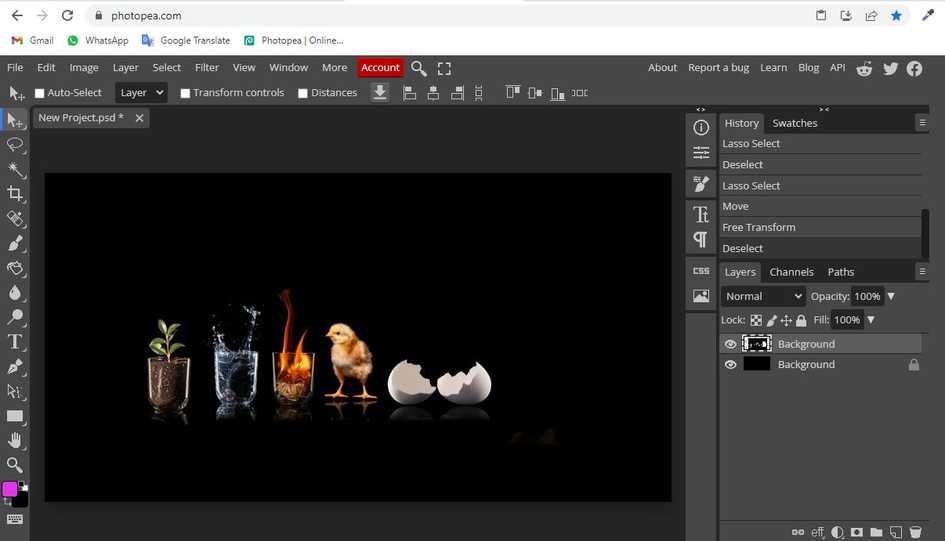 photopea.com
Gmail WhatsApp Google Translate Photopea | Online...
File Edit Image Layer Select Filter View Window More Account About Report a bug Learn Blog API
Auto-Select Layer Transform controls Distances
New Project.psd *
History Swatches
Lasso Select
Deselect
Lasso Select
Move
Free Transform
Deselect
Layers Channels Paths
Normal Opacity: 100%
Lock: Fill: 100%
Background
Background
CSS
eff